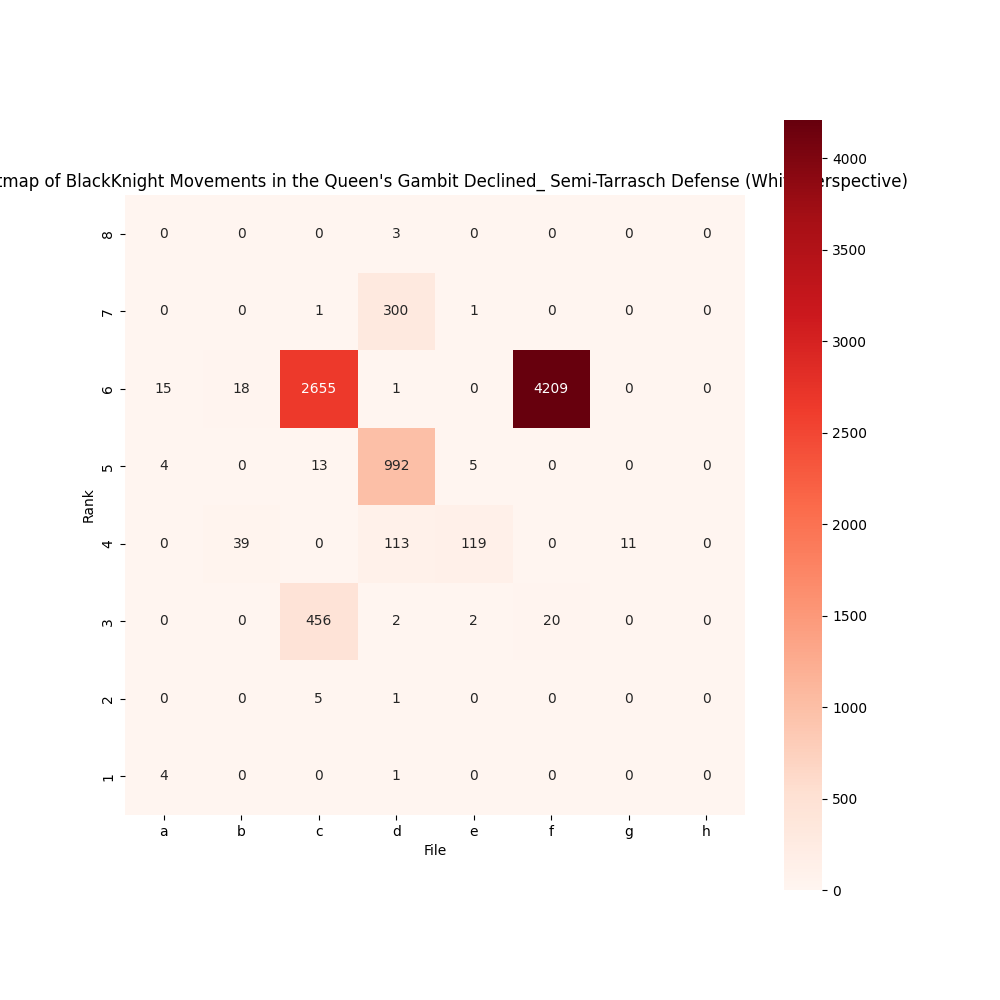 tmap of BlackKnight Movements in the Queen's Gambit Declined_ Semi-Tarrasch Defense (Whi erspective)
4000
3500
3000
2500
2000
1500
1000
500
0
8 0 0 0 3 0 0 0 0
7 0 0 1 300 1 0 0 0
6 15 18 2655 1 0 4209 0 0
5 4 0 13 992 5 0 0 0
Rank
4 0 39 0 113 119 0 11 0
3 0 0 456 2 2 20 0 0
2 0 0 5 1 0 0 0 0
1 4 0 0 1 0 0 0 0
a b c d e f g h
File